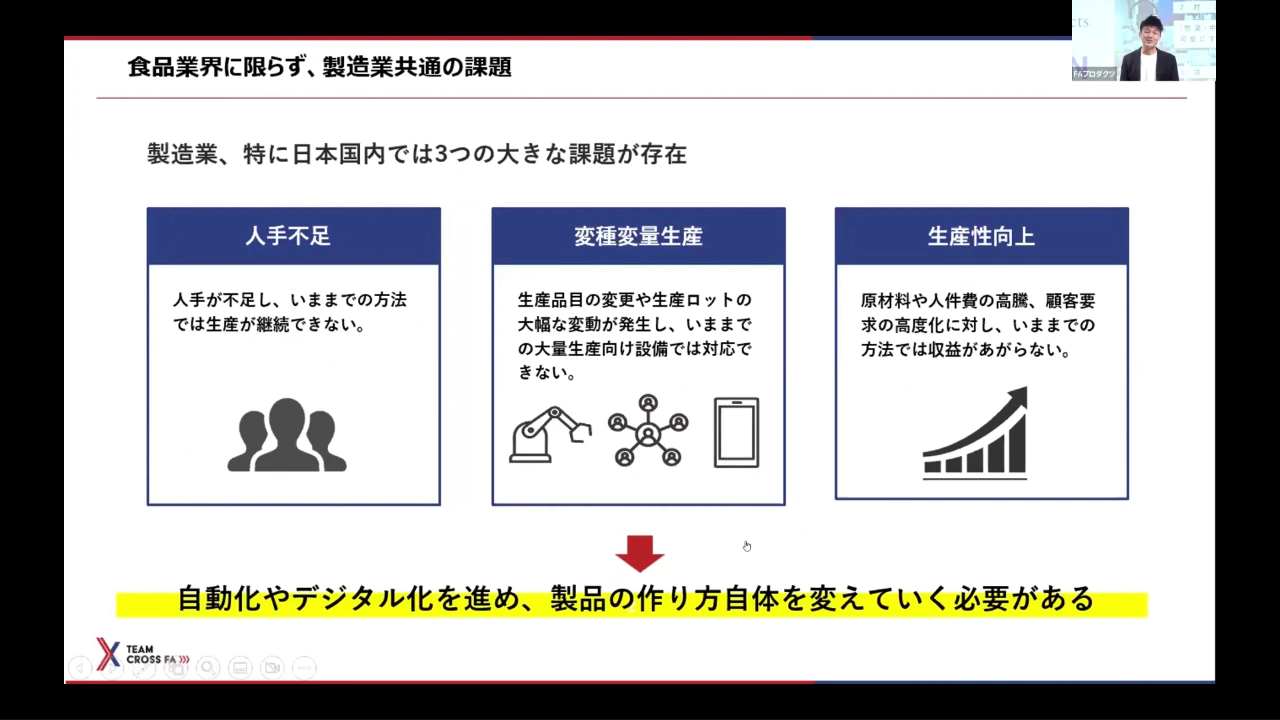 食品業界に限らず、製造業共通の課題
FAプロダクツ
製造業、特に日本国内では3つの大きな課題が存在
人手不足
人手が不足し、いままでの方法
では生産が継続できない。
変種変量生産
生産品目の変更や生産ロットの
大幅な変動が発生し、いままで
の大量生産向け設備では対応で
きない。
生産性向上
原材料や人件費の高騰、顧客要
求の高度化に対し、いままでの
方法では収益があがらない。
自動化やデジタル化を進め、製品の作り方自体を変えていく必要がある
TEAM
CROSS FA